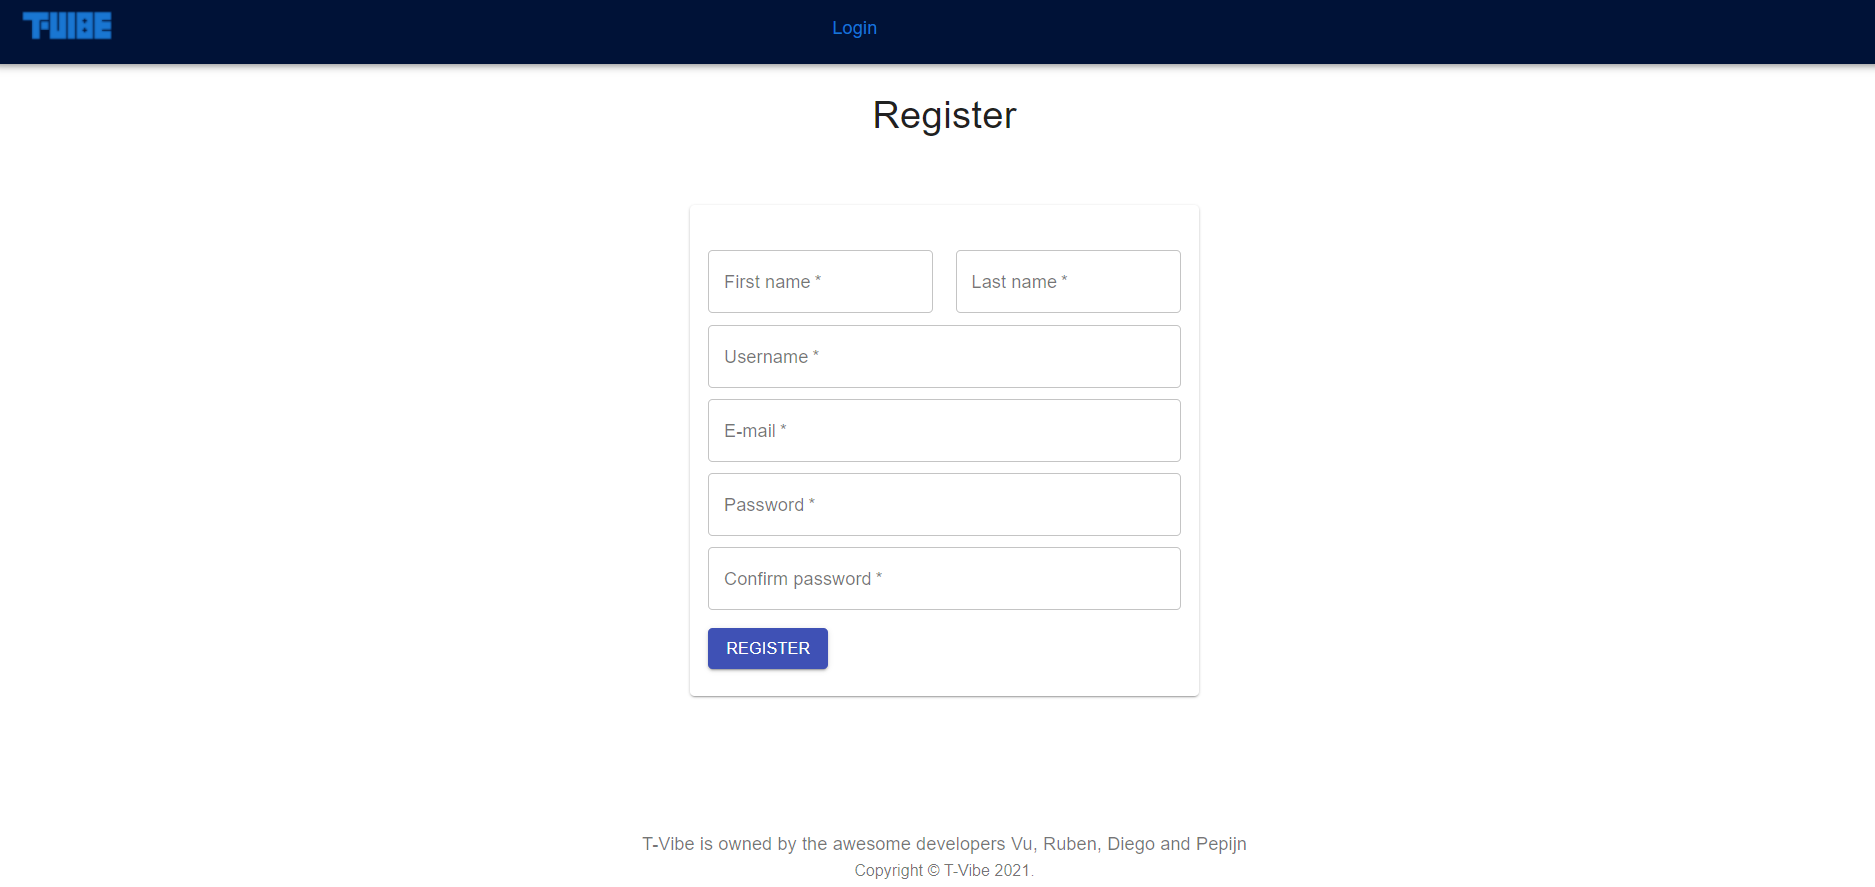 T-VIBE
Login
Register
First name *
Last name *
Username *
E-mail *
Password *
Confirm password *
REGISTER
T-Vibe is owned by the awesome developers Vu, Ruben, Diego and Pepijn
Copyright © T-Vibe 2021.